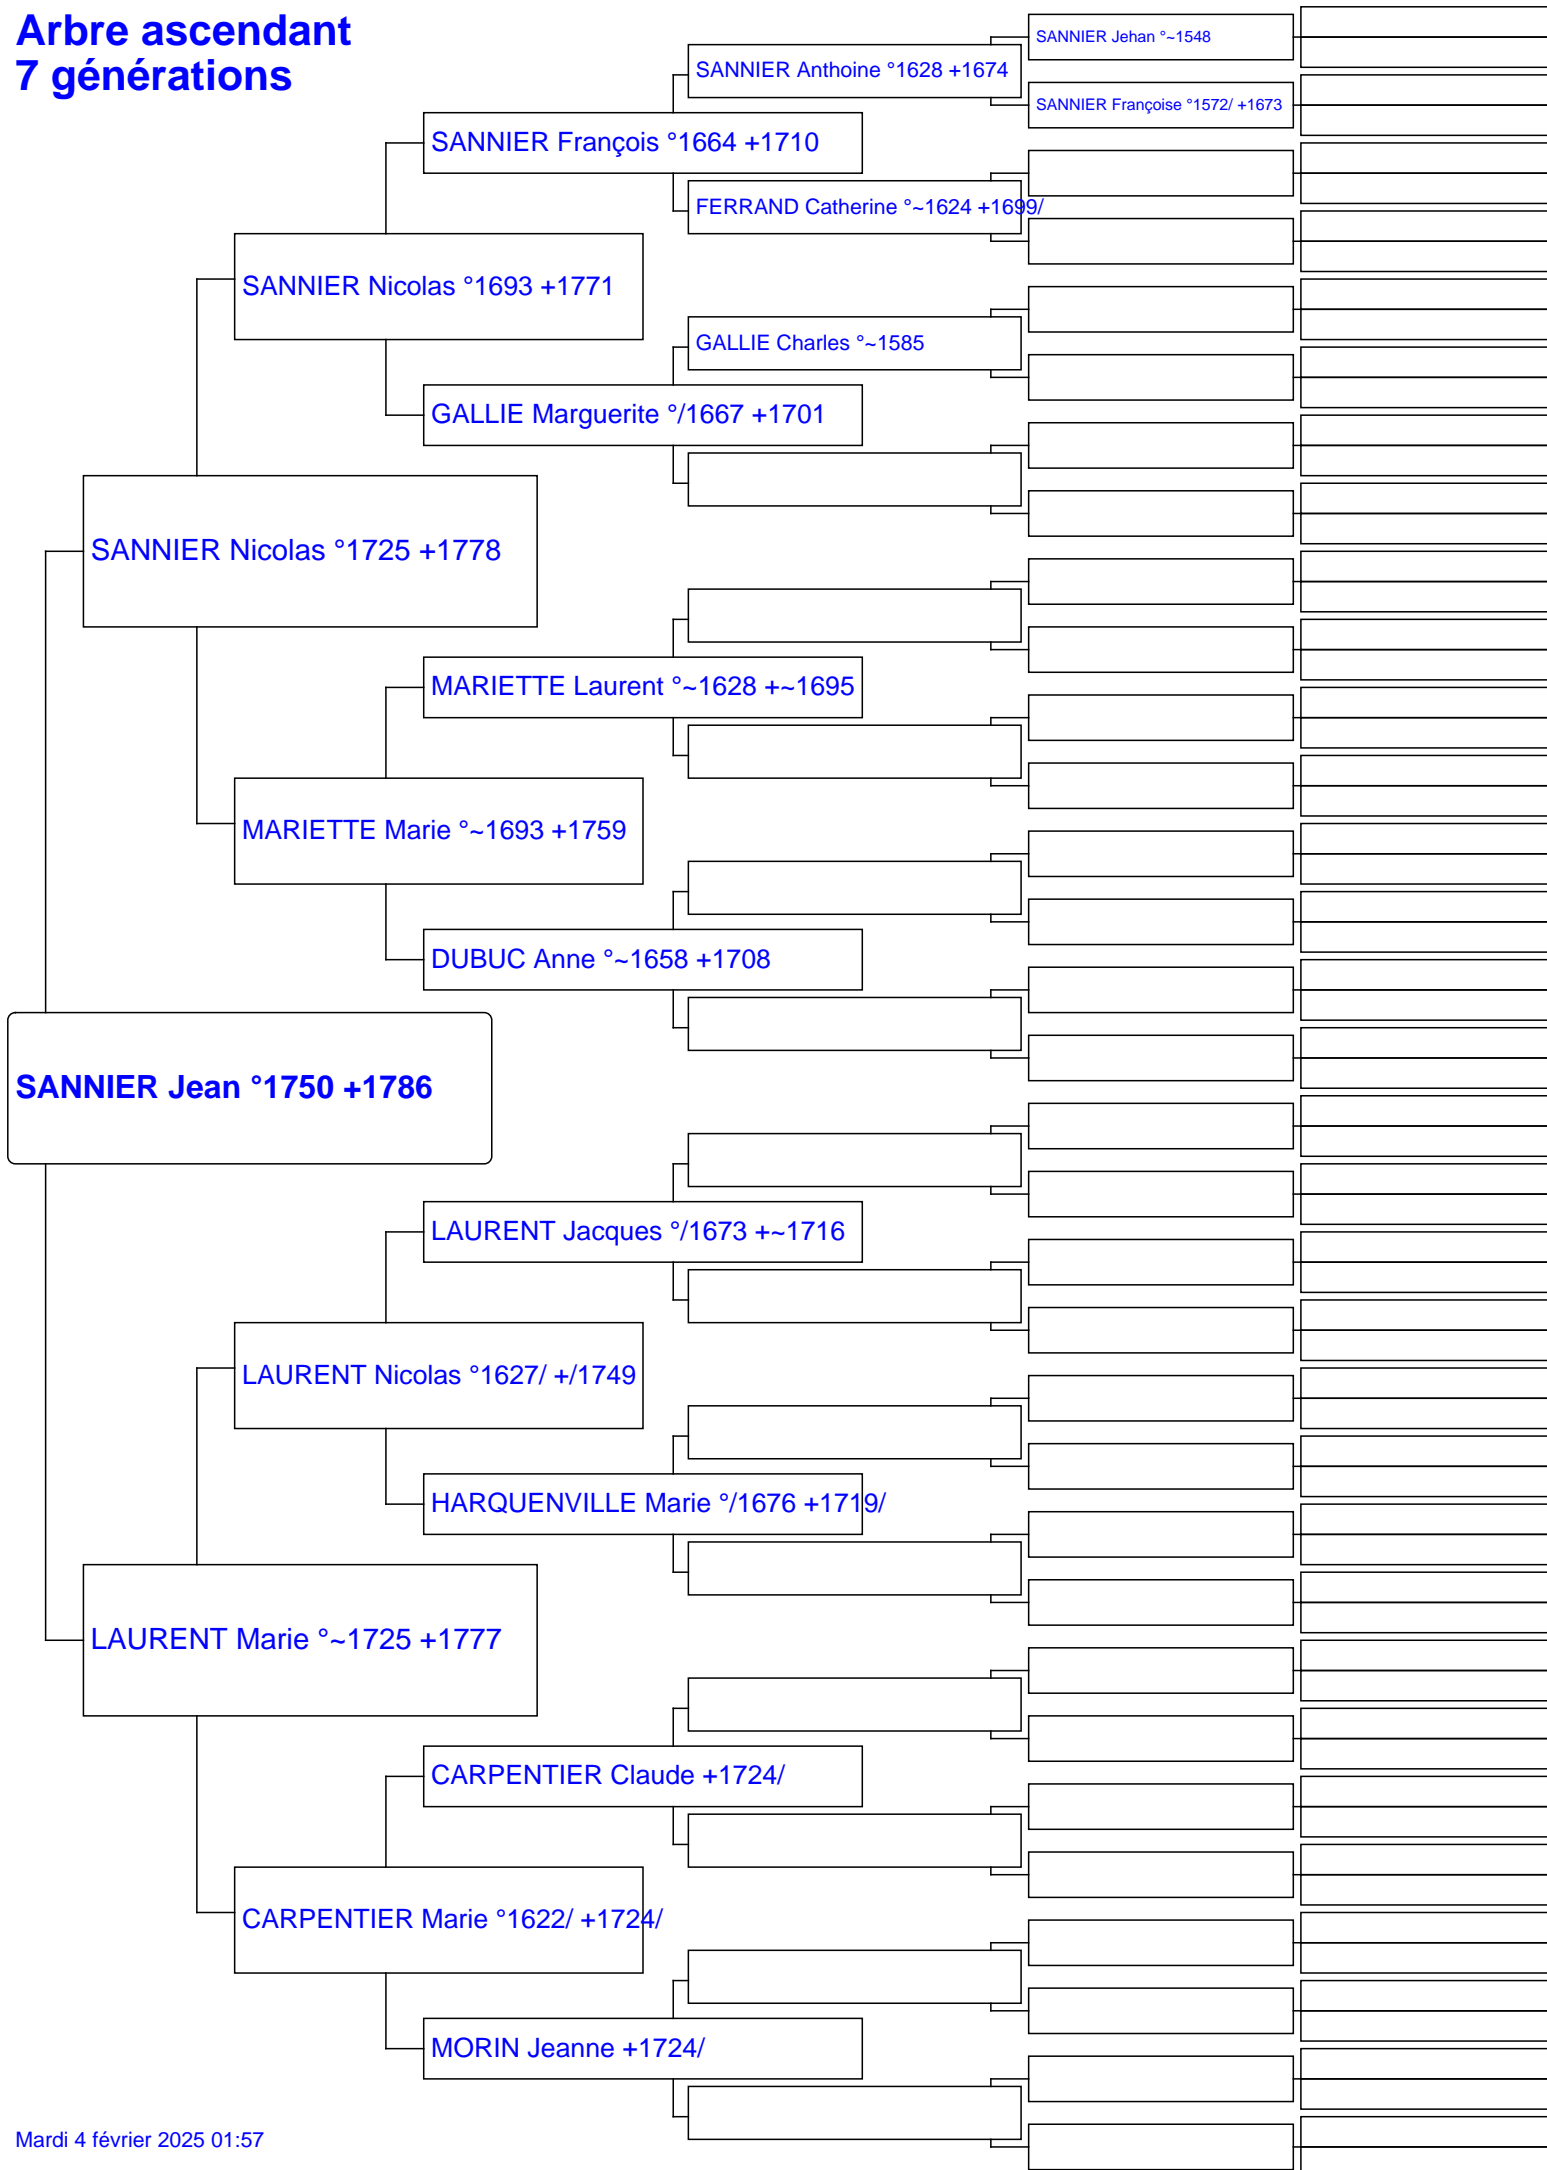 Arbre ascendant
7 générations
SANNIER Jehan °~1548
SANNIER Anthoine °1628 +1674
SANNIER Françoise °1572/ +1673
SANNIER François °1664 +1710
FERRAND Catherine °~1624 +1699/
SANNIER Nicolas °1693 +1771
GALLIE Charles °~1585
GALLIE Marguerite °/1667 +1701
SANNIER Nicolas °1725 +1778
MARIETTE Laurent °~1628 +~1695
MARIETTE Marie °~1693 +1759
DUBUC Anne °~1658 +1708
SANNIER Jean °1750 +1786
LAURENT Jacques °/1673 +~1716
LAURENT Nicolas °1627/ +/1749
HARQUENVILLE Marie °/1676 +1719/
LAURENT Marie °~1725 +1777
CARPENTIER Claude +1724/
CARPENTIER Marie °1622/ +1724/
MORIN Jeanne +1724/
Mardi 4 février 2025 01:57